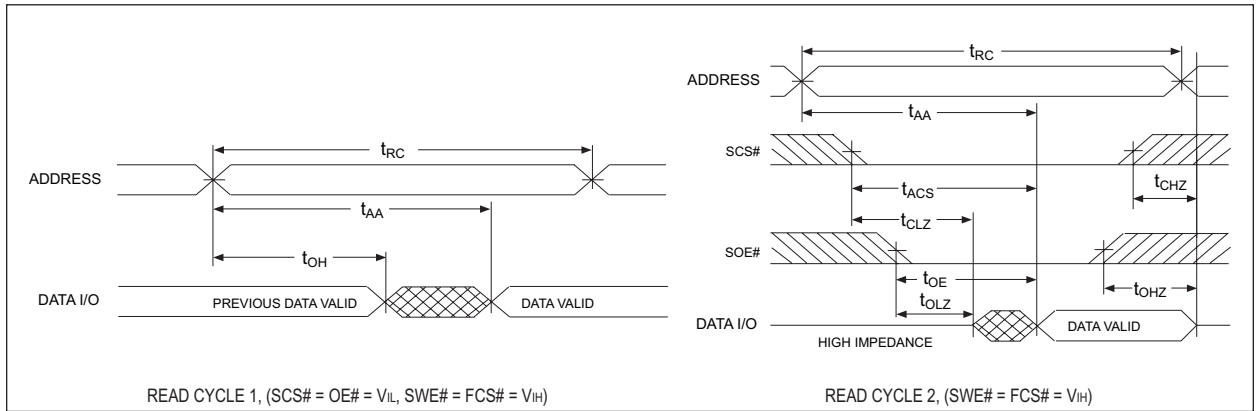 tRC
ADDRESS
tAA
tOH
DATA I/O
PREVIOUS DATA VALID
DATA VALID
READ CYCLE 1, (SCS# = OE# = VIL, SWE# = FCS# = VIH)
tRC
ADDRESS
tAA
SCS#
tCHZ
tACS
tCLZ
SOE#
tOE
tOHZ
tOLZ
DATA I/O
DATA VALID
HIGH IMPEDANCE
READ CYCLE 2, (SWE# = FCS# = VIH)